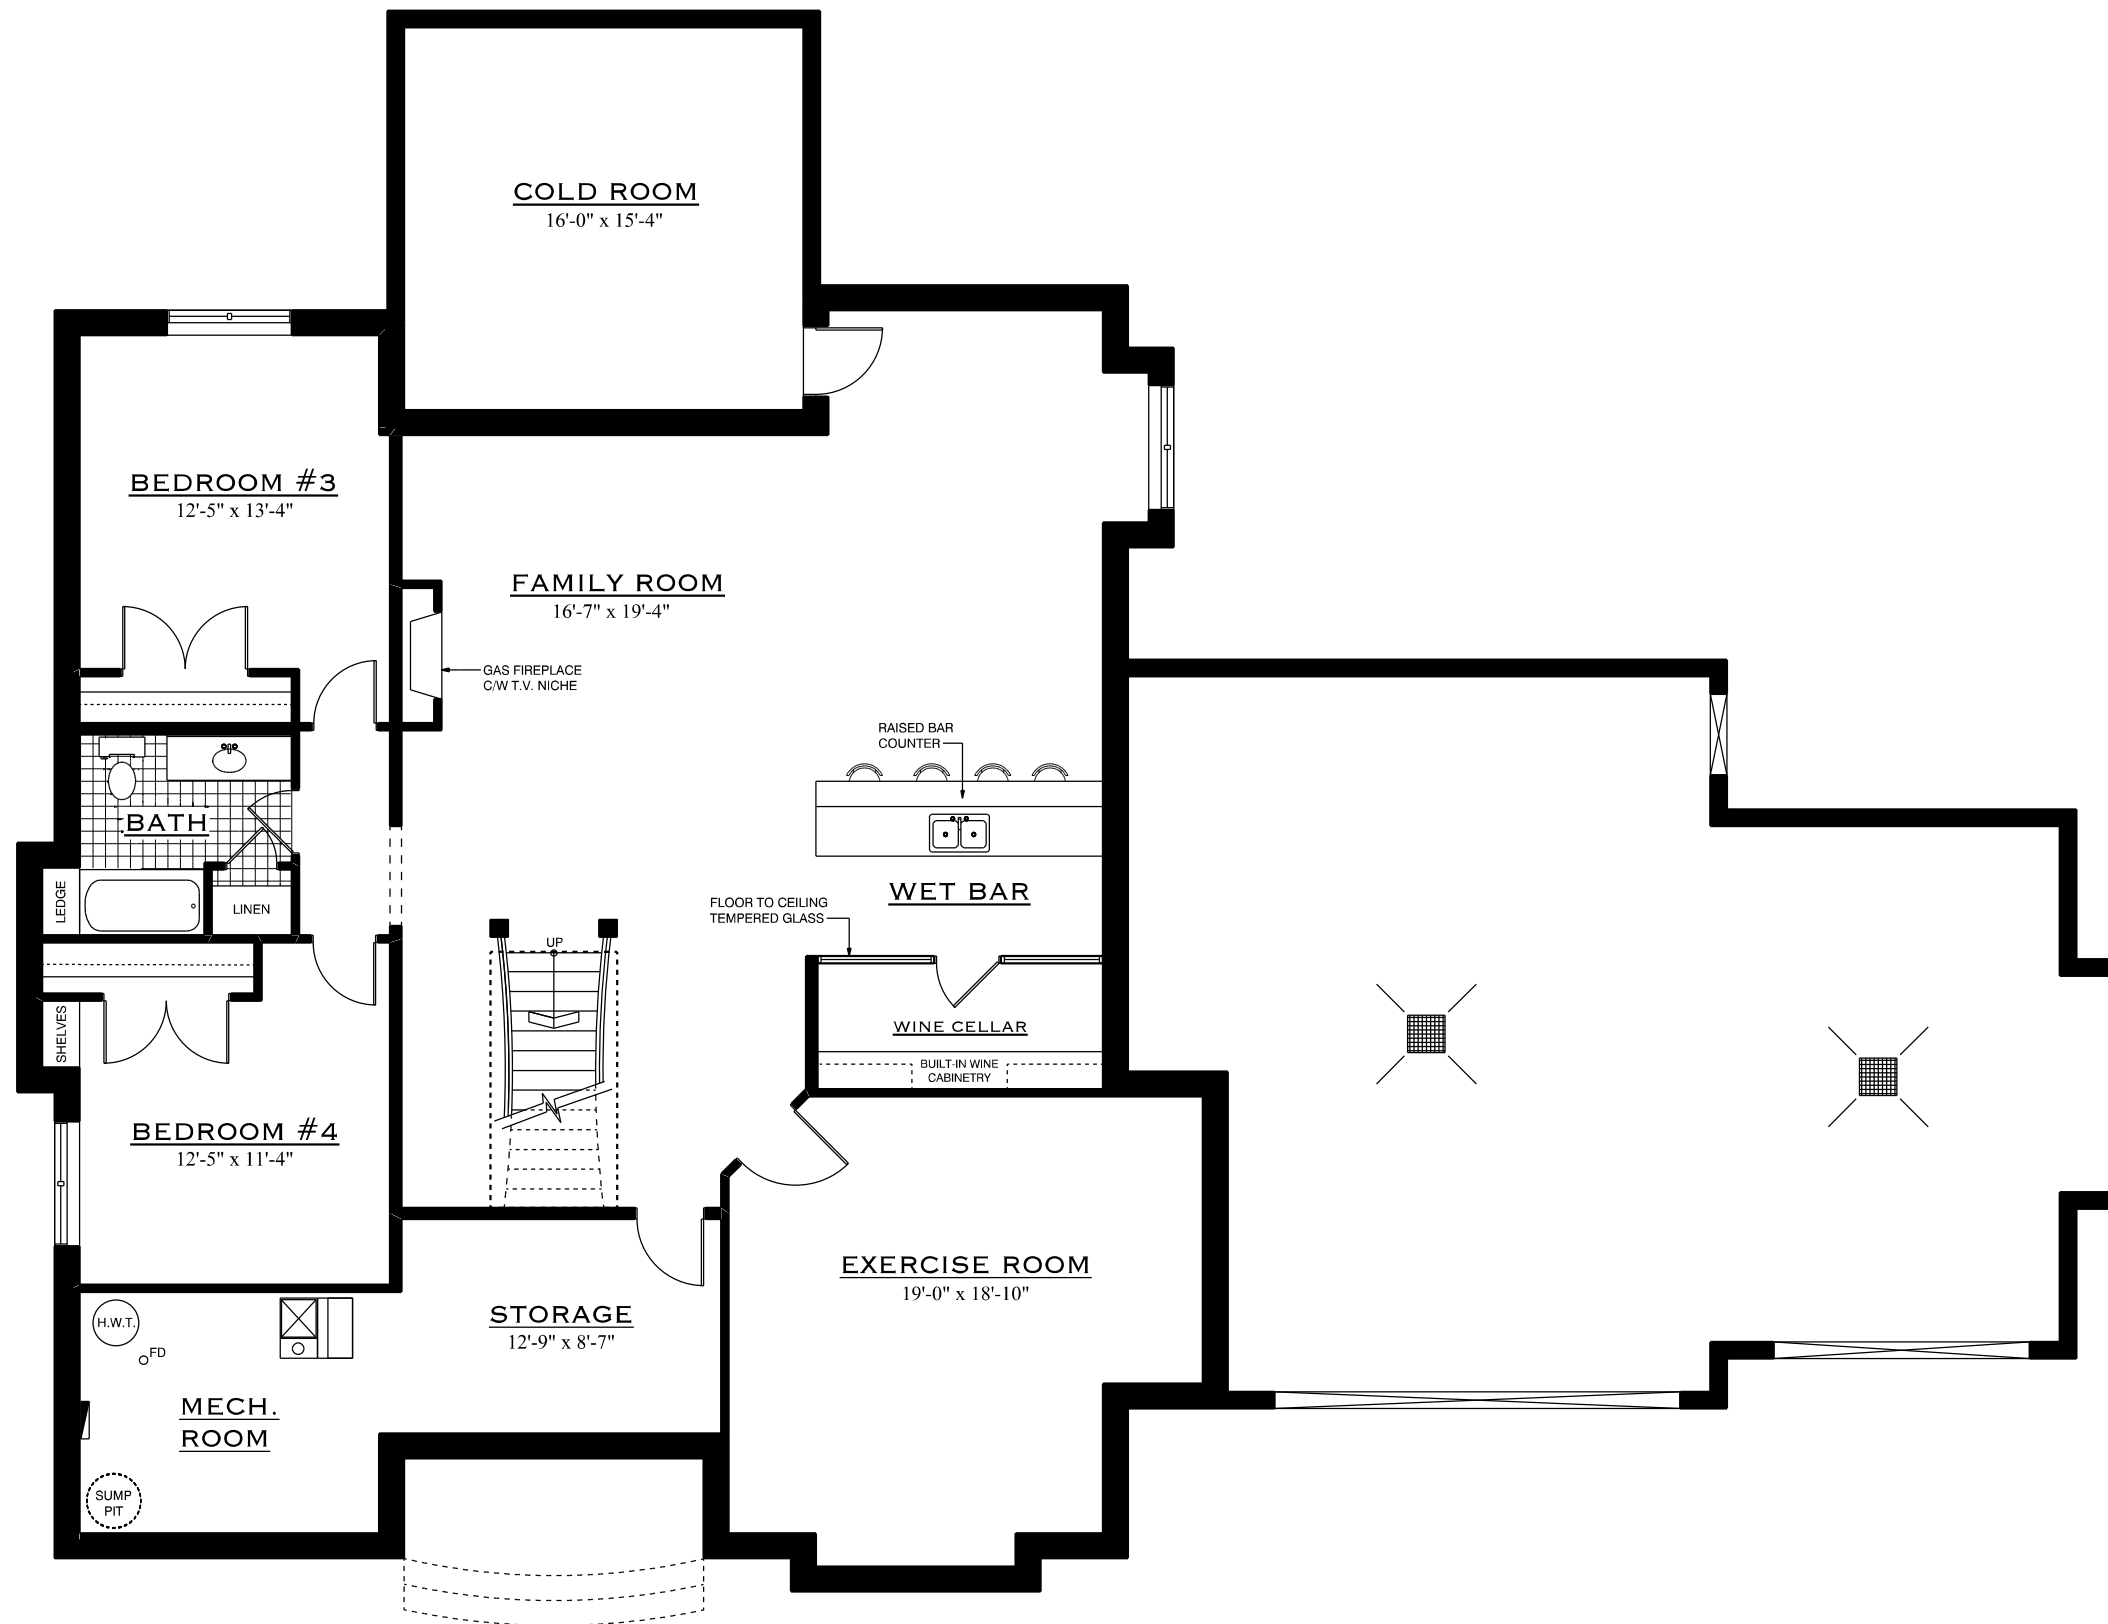 COLD ROOM
16'-0" x 15'-4"
BEDROOM #3
12'-5" x 13'-4"
FAMILY ROOM
16'-7" x 19'-4"
GAS FIREPLACE
C/W T.V. NICHE
RAISED BAR
COUNTER
BATH
LEDGE
LINEN
WET BAR
FLOOR TO CEILING
TEMPERED GLASS
UP
SHELVES
WINE CELLAR
BUILT-IN WINE
CABINETRY
BEDROOM #4
12'-5" x 11'-4"
EXERCISE ROOM
19'-0" x 18'-10"
STORAGE
12'-9" x 8'-7"
H.W.T.
FD
MECH.
ROOM
SUMP
PIT